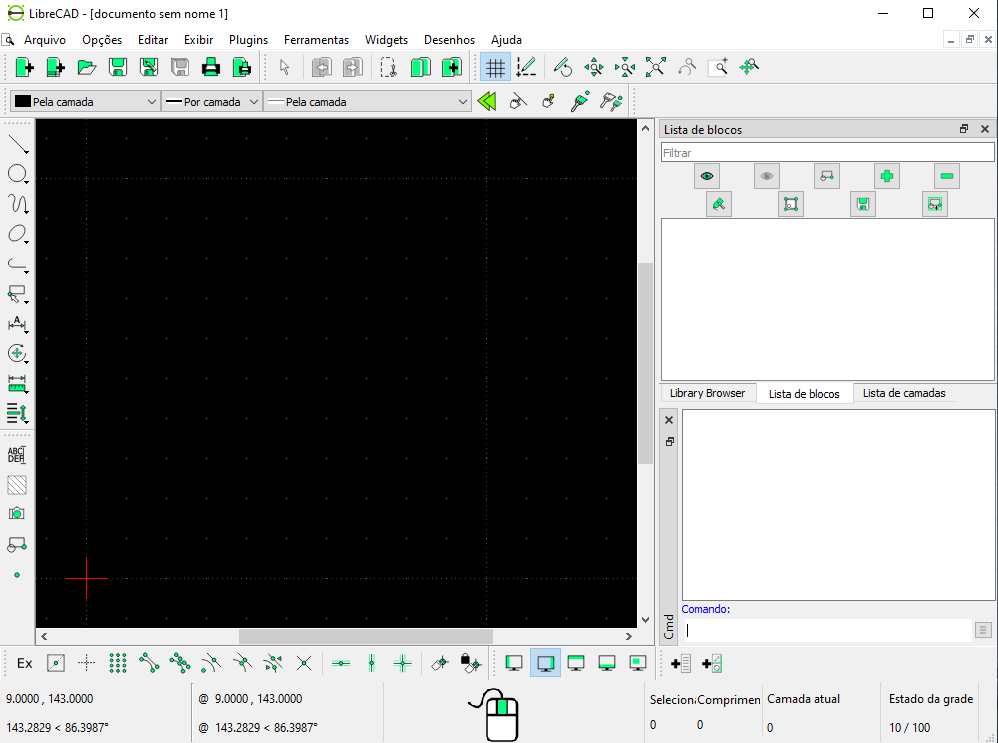 LibreCAD - [documento sem nome 1]
Arquivo Opções Editar Exibir Plugins Ferramentas Widgets Desenhos Ajuda
Pela camada Por camada Pela camada
Lista de blocos
Filtrar
Library Browser Lista de blocos Lista de camadas
A
ABC
DEF
Cmd
Comando:
Ex
9.0000 , 143.0000 @ 9.0000 , 143.0000 Selecion Comprimen Camada atual Estado da grade
143.2829 < 86.3987° @ 143.2829 < 86.3987° 0 0 0 10 / 100